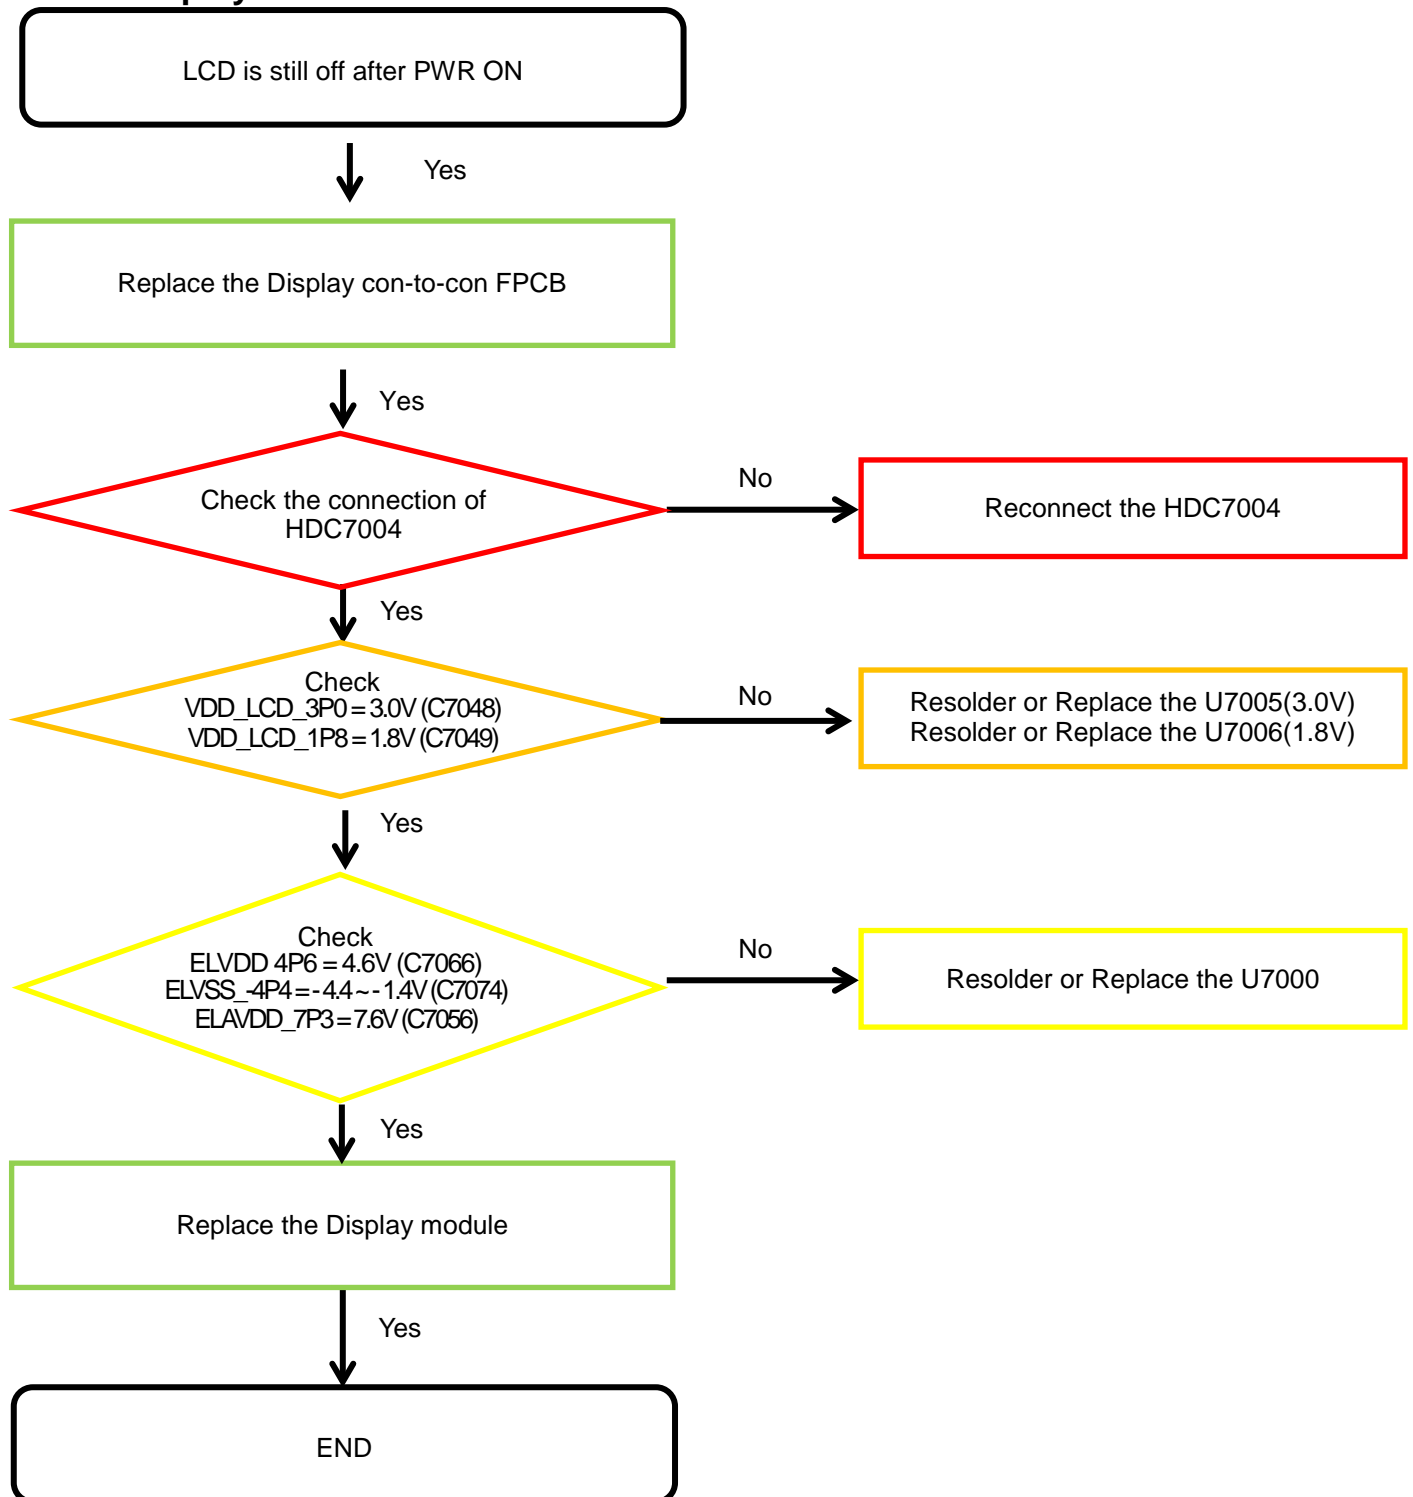 LCD is still off after PWR ON
Yes
Replace the Display con-to-con FPCB
Yes
Check the connection of
HDC7004
No
Reconnect the HDC7004
Yes
Check
VDD_LCD_3P0 = 3.0V (C7048)
VDD_LCD_1P8 = 1.8V (C7049)
No
Resolder or Replace the U7005(3.0V)
Resolder or Replace the U7006(1.8V)
Yes
Check
ELVDD 4P6 = 4.6V (C7066)
ELVSS_-4P4 = - 4.4 ~ - 1.4V (C7074)
ELAVDD_7P3 = 7.6V (C7056)
No
Resolder or Replace the U7000
Yes
Replace the Display module
Yes
END